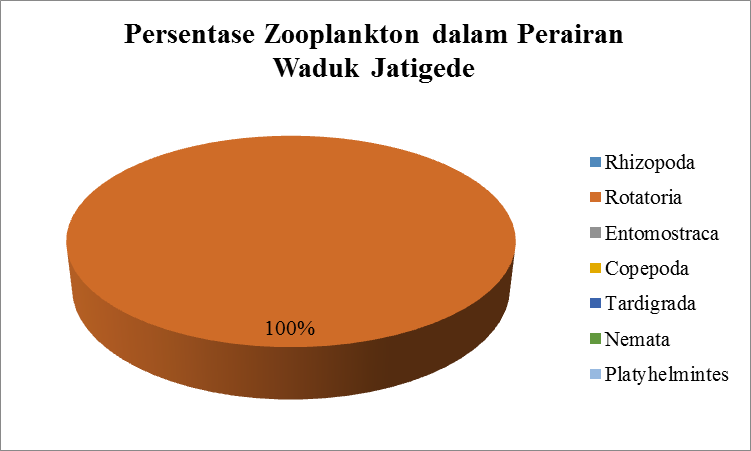 Persentase Zooplankton dalam Perairan
Waduk Jatigede
100%
Rhizopoda
Rotatoria
Entomostraca
Copepoda
Tardigrada
Nemata
Platyhelmintes